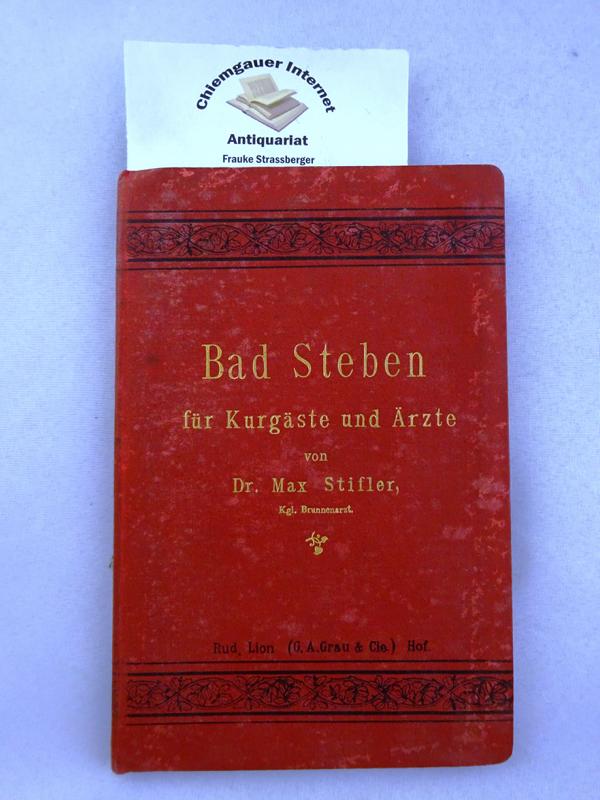 Chiemgauer Internet
Antiquariat
Frauke Strassberger
Bad Steben
für Kurgäste und Ärzte
von
Dr. Max Stifler,
Kgl. Brunnenarzt.
Rud. Lion (G. A. Grau & Cie.) Hof.